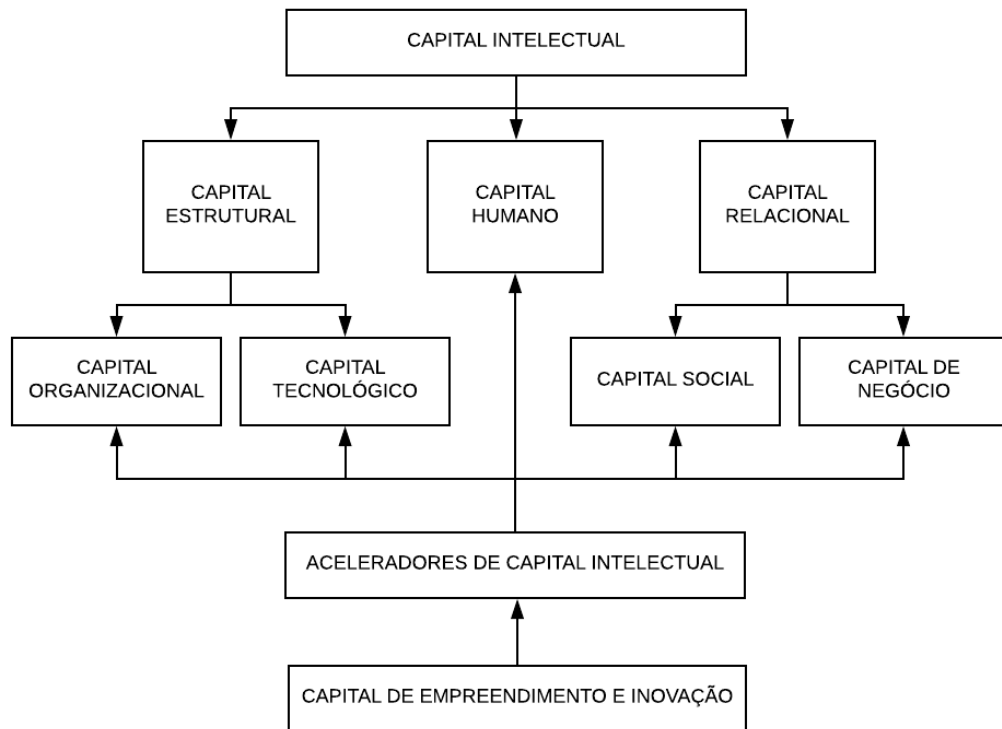 CAPITAL INTELECTUAL
CAPITAL
ESTRUTURAL
CAPITAL
HUMANO
CAPITAL
RELACIONAL
CAPITAL
ORGANIZACIONAL
CAPITAL
TECNOLÓGICO
CAPITAL SOCIAL
CAPITAL DE
NEGÓCIO
ACELERADORES DE CAPITAL INTELECTUAL
CAPITAL DE EMPREENDIMENTO E INOVAÇÃO